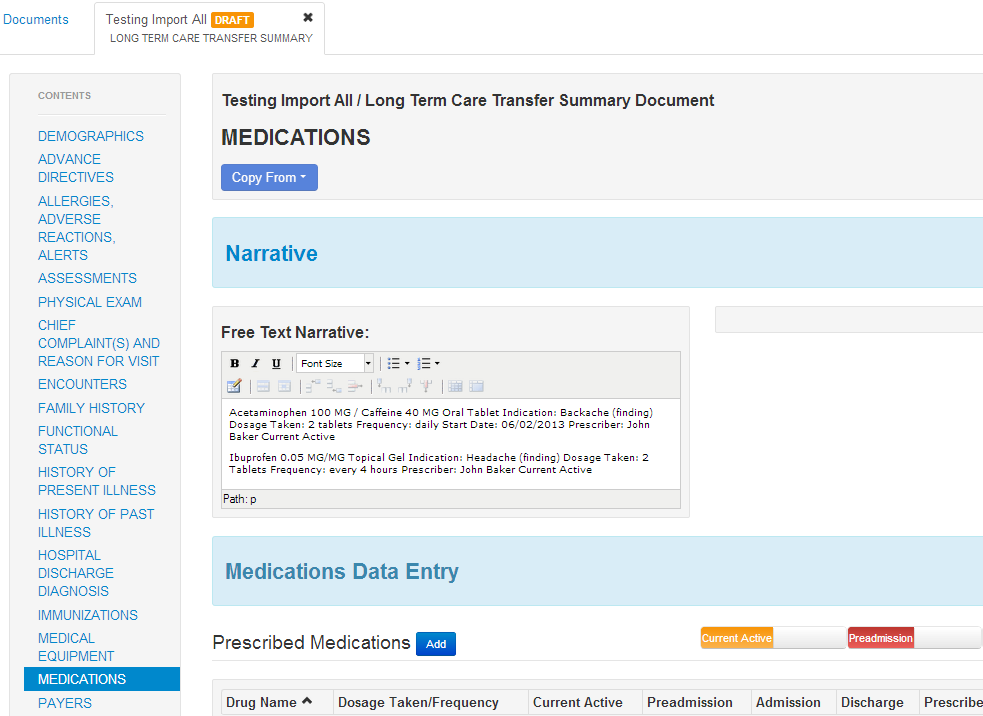 Documents
Testing Import All DRAFT ✖
LONG TERM CARE TRANSFER SUMMARY
CONTENTS
DEMOGRAPHICS
ADVANCE
DIRECTIVES
ALLERGIES,
ADVERSE
REACTIONS,
ALERTS
ASSESSMENTS
PHYSICAL EXAM
CHIEF
COMPLAINT(S) AND
REASON FOR VISIT
ENCOUNTERS
FAMILY HISTORY
FUNCTIONAL
STATUS
HISTORY OF
PRESENT ILLNESS
HISTORY OF PAST
ILLNESS
HOSPITAL
DISCHARGE
DIAGNOSIS
IMMUNIZATIONS
MEDICAL
EQUIPMENT
MEDICATIONS
PAYERS
Testing Import All / Long Term Care Transfer Summary Document
MEDICATIONS
Copy From
Narrative
Free Text Narrative:
B I U Font Size
Acetaminophen 100 MG / Caffeine 40 MG Oral Tablet Indication: Backache (finding)
Dosage Taken: 2 tablets Frequency: daily Start Date: 06/02/2013 Prescriber: John
Baker Current Active
Ibuprofen 0.05 MG/MG Topical Gel Indication: Headache (finding) Dosage Taken: 2
Tablets Frequency: every 4 hours Prescriber: John Baker Current Active
Path: p
Medications Data Entry
Prescribed Medications Add Current Active Preadmission
Drug Name Dosage Taken/Frequency Current Active Preadmission Admission Discharge Prescribe